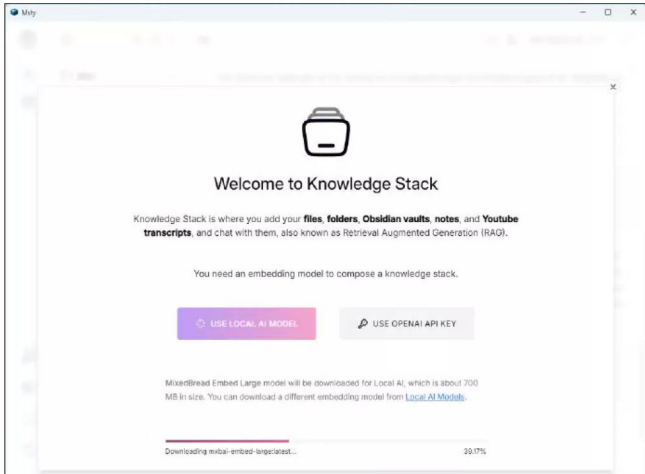 Msty
Welcome to Knowledge Stack
Knowledge Stack is where you add your files, folders, Obsidian vaults, notes, and Youtube
transcripts, and chat with them, also known as Retrieval Augmented Generation (RAG).
You need an embedding model to compose a knowledge stack.
USE LOCAL AI MODEL
USE OPENAI API KEY
MixedBread Embed Large model will be downloaded for Local AI, which is about 700
MB in size. You can download a different embedding model from Local AI Models.
Downloading mxbai-embed-large:latest...
39.17%